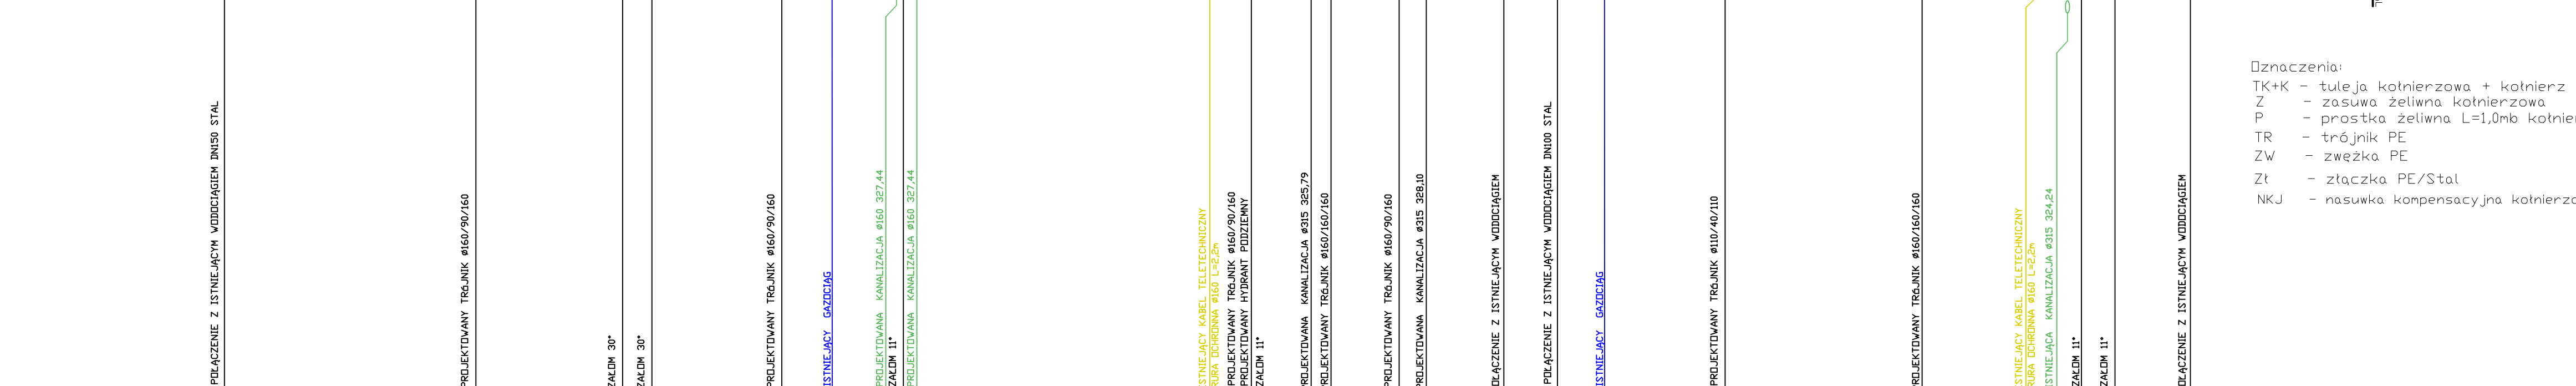 POŁĄCZENIE Z ISTNIEJĄCYM WODOCIĄGIEM DN150 STAL
PROJEKTOWANY TRÓJNIK ø160/90/160
ZAŁOM 30°
ZAŁOM 30°
PROJEKTOWANY TRÓJNIK ø160/90/160
ISTNIEJĄCY GAZOCIĄG
PROJEKTOWANA KANALIZACJA ø160 327,44
ZAŁOM 11°
PROJEKTOWANA KANALIZACJA ø160 327,44
ISTNIEJĄCY KABEL TELETECHNICZNY
RURA OCHRONNA ø160 L=2,2m
PROJEKTOWANY TRÓJNIK ø160/90/160
PROJEKTOWANY HYDRANT PODZIEMNY
ZAŁOM 11°
PROJEKTOWANA KANALIZACJA ø315 325,79
PROJEKTOWANY TRÓJNIK ø160/160/160
PROJEKTOWANY TRÓJNIK ø160/90/160
PROJEKTOWANA KANALIZACJA ø315 328,10
POŁĄCZENIE Z ISTNIEJĄCYM WODOCIĄGIEM
POŁĄCZENIE Z ISTNIEJĄCYM WODOCIĄGIEM DN100 STAL
ISTNIEJĄCY GAZOCIĄG
PROJEKTOWANY TRÓJNIK ø110/40/110
PROJEKTOWANY TRÓJNIK ø160/160/160
ISTNIEJĄCY KABEL TELETECHNICZNY
RURA OCHRONNA ø160 L=2,2m
ISTNIEJĄCA KANALIZACJA ø315 324,24
ZAŁOM 11°
ZAŁOM 11°
POŁĄCZENIE Z ISTNIEJĄCYM WODOCIĄGIEM
Oznaczenia:
TK+K - tuleja kołnierzowa + kołnierz
Z - zasuwa żeliwna kołnierzowa
P - prostka żeliwna L=1,0mb kołnie
TR - trójnik PE
ZW - zwężka PE
Zł - złączka PE/Stal
NKJ - nasuwka kompensacyjna kołnierzo